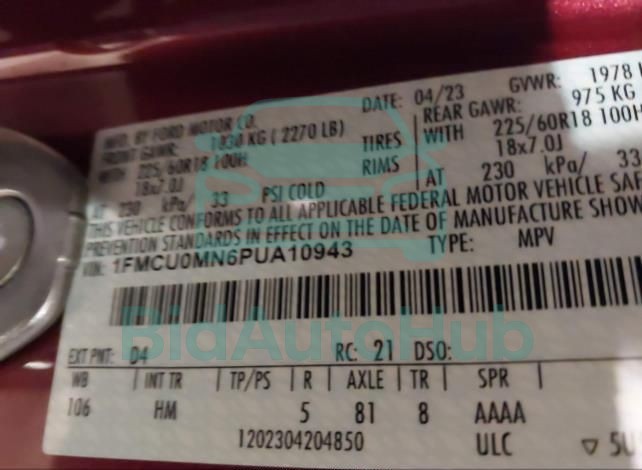 MFD. BY FORD MOTOR CO. DATE: 04/23 GVWR: 1978
FRONT GAWR: 1030 KG ( 2270 LB) REAR GAWR: 975 KG
WITH 225/60R18 100H TIRES WITH 225/60R18 100H
18x7.0J RIMS 18x7.0J
AT 230 kPa/ 33 PSI COLD AT 230 kPa/ 33
THIS VEHICLE CONFORMS TO ALL APPLICABLE FEDERAL MOTOR VEHICLE SAF
PREVENTION STANDARDS IN EFFECT ON THE DATE OF MANUFACTURE SHOW
VIN: 1FMCU0MN6PUA10943 TYPE: MPV
BidAutoHub
EXT PNT: D4 RC: 21 DSO:
WB | INT TR | TP/PS | R | AXLE | TR | SPR
106 HM 5 81 8 AAAA
1202304204850 ULC ▽ 5U